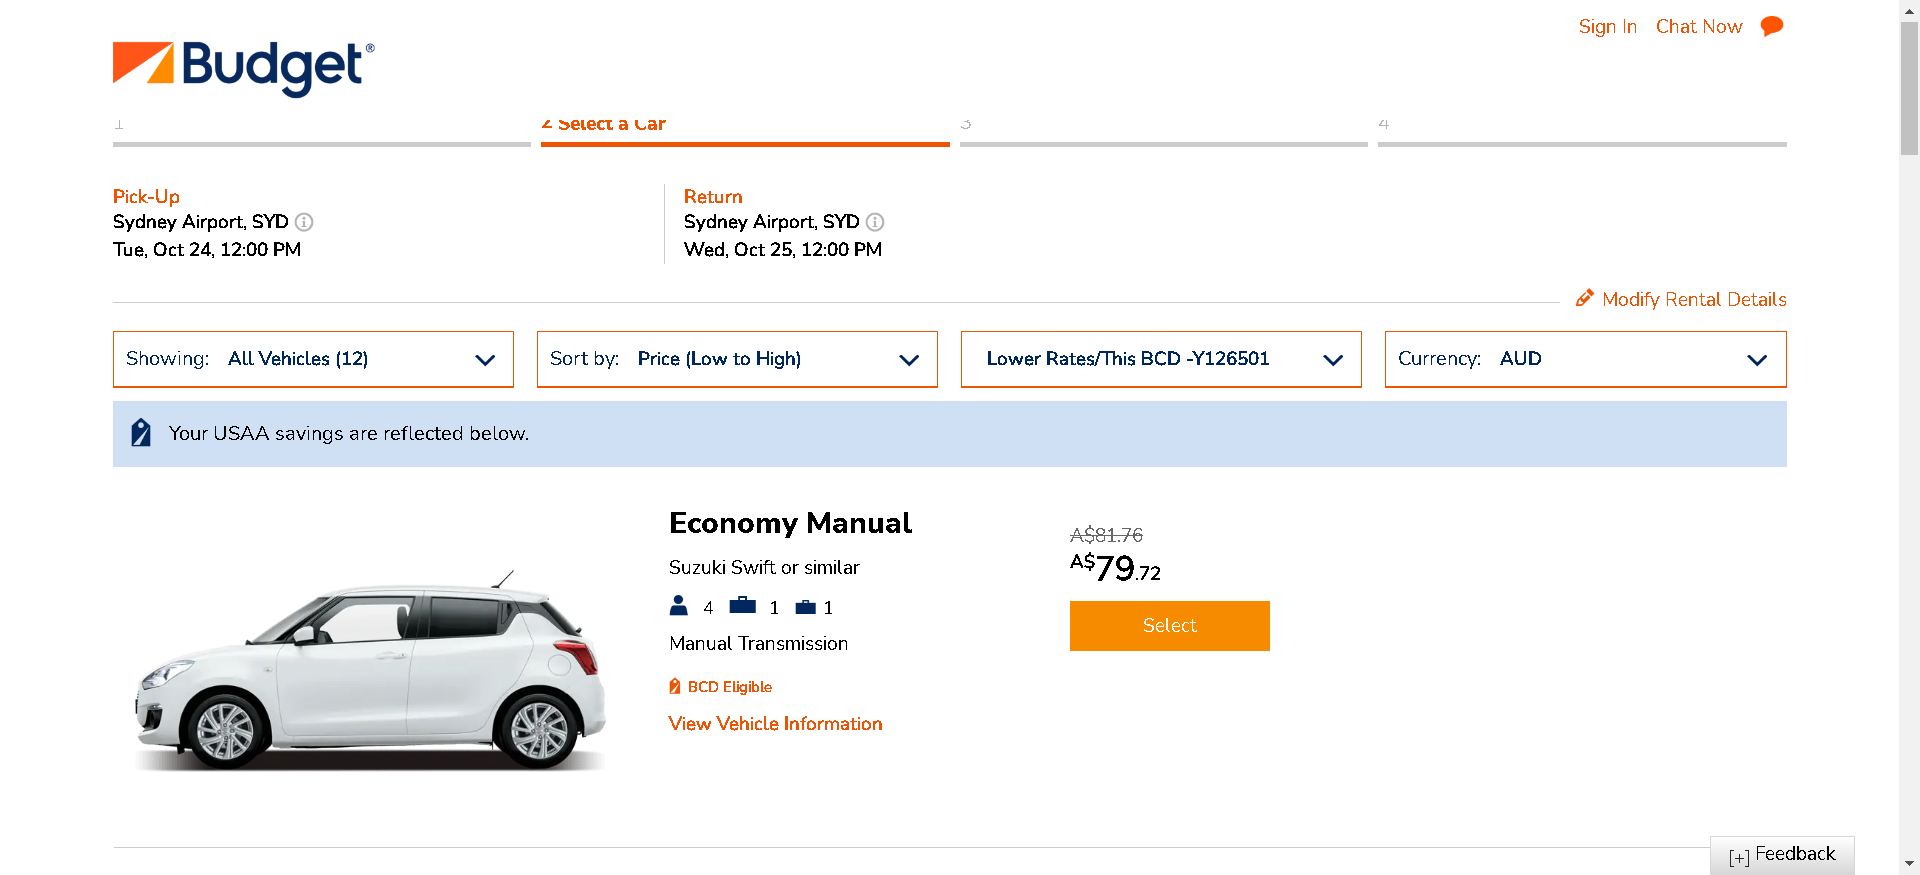 Sign In Chat Now
Budget®
1 2 Select a Car 3 4
Pick-Up
Sydney Airport, SYD
Tue, Oct 24, 12:00 PM
Return
Sydney Airport, SYD
Wed, Oct 25, 12:00 PM
Modify Rental Details
Showing: All Vehicles (12)
Sort by: Price (Low to High)
Lower Rates/This BCD -Y126501
Currency: AUD
Your USAA savings are reflected below.
Economy Manual
Suzuki Swift or similar
4 1 1
Manual Transmission
BCD Eligible
View Vehicle Information
A$81.76
A$79.72
Select
[+] Feedback